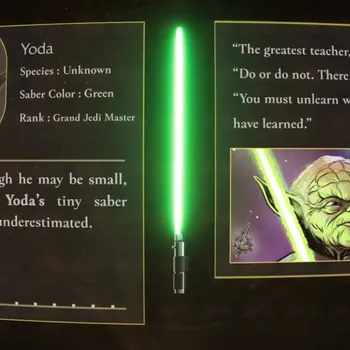 Yoda
Species : Unknown
Saber Color : Green
Rank : Grand Jedi Master
he may be small,
Yoda's tiny saber
underestimated.
"The greatest teacher,
"Do or do not. There
"You must unlearn w
have learned."